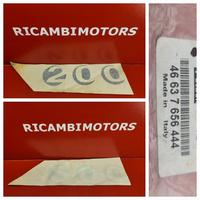 RICAMBIMOTORS
200
RICAMBIMOTORS
46 63 7 656 444
Made in Italy